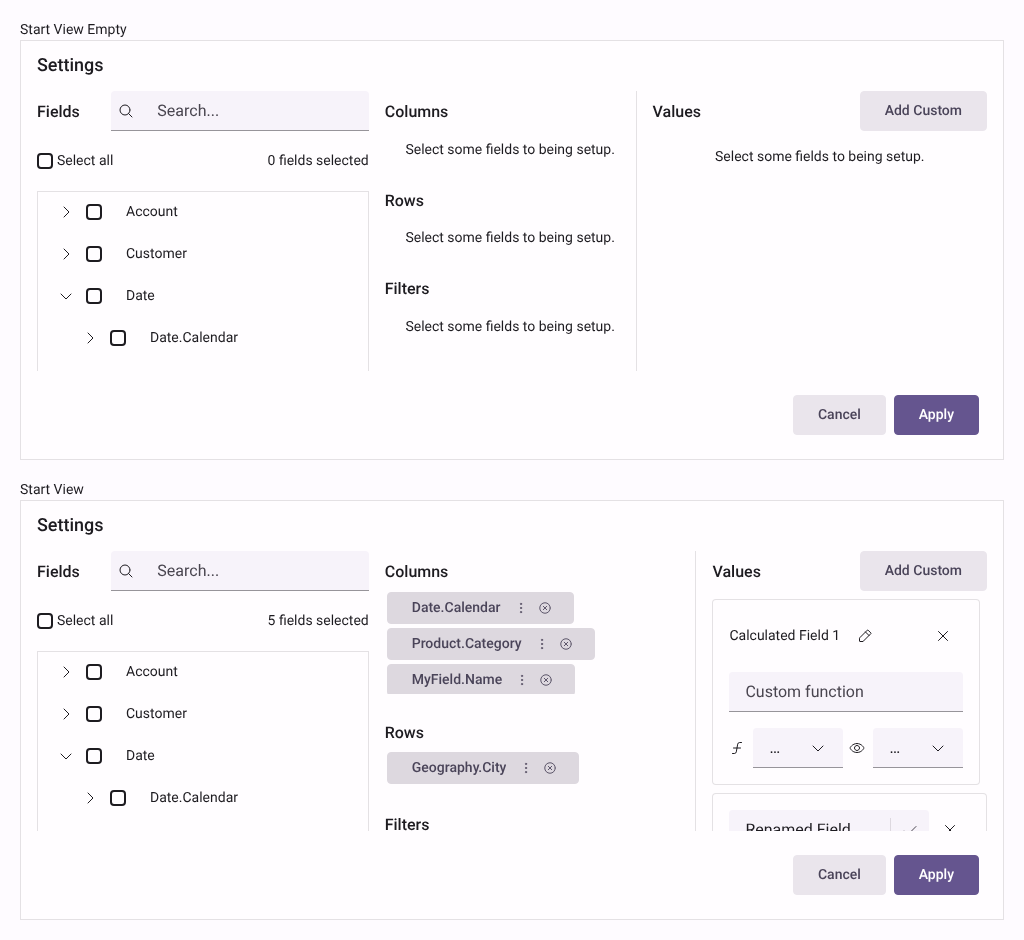 Start View Empty
Settings
Fields
Search...
Select all
0 fields selected
Account
Customer
Date
Date.Calendar
Columns
Select some fields to being setup.
Rows
Select some fields to being setup.
Filters
Select some fields to being setup.
Values
Add Custom
Select some fields to being setup.
Cancel
Apply
Start View
Settings
Fields
Search...
Select all
5 fields selected
Account
Customer
Date
Date.Calendar
Columns
Date.Calendar
Product.Category
MyField.Name
Rows
Geography.City
Filters
Values
Add Custom
Calculated Field 1
Custom function
...
...
Renamed Field
Cancel
Apply